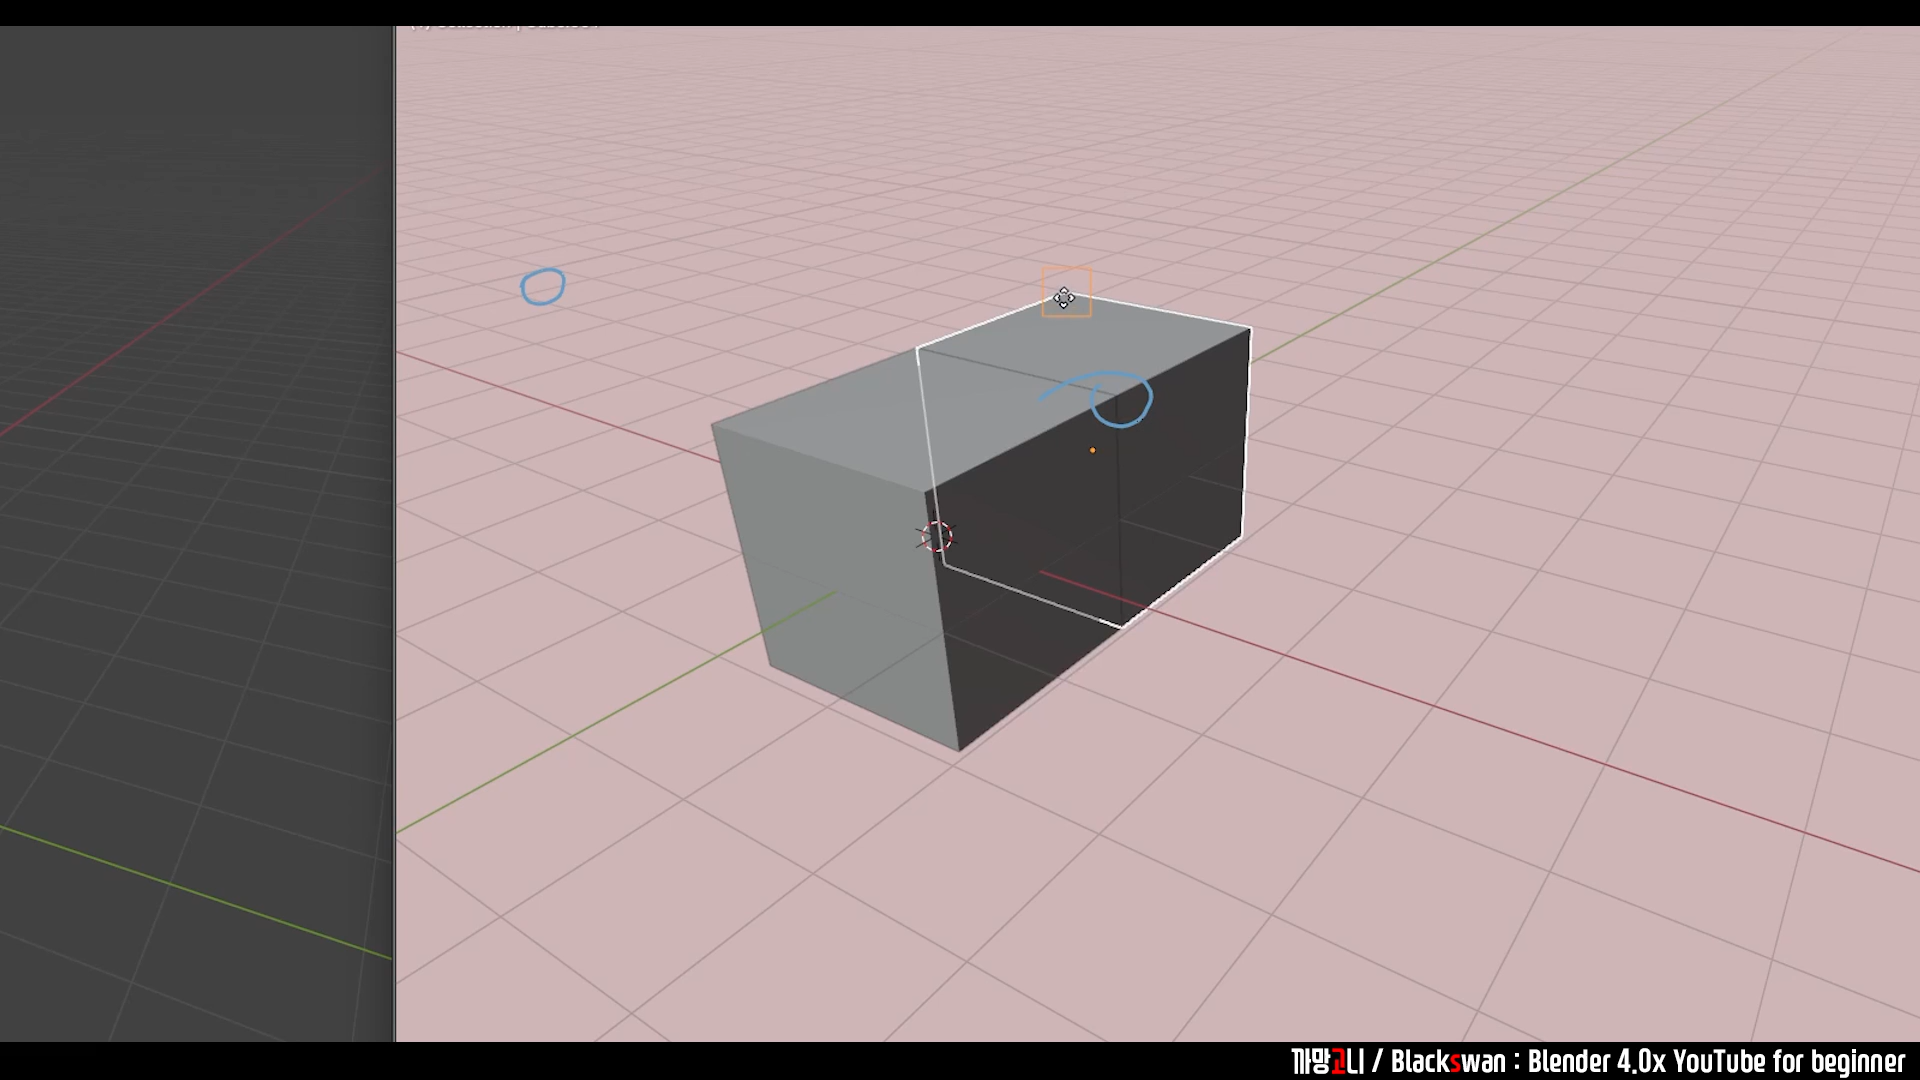 까망고니 / Blackswan : Blender 4.0x YouTube for beginner